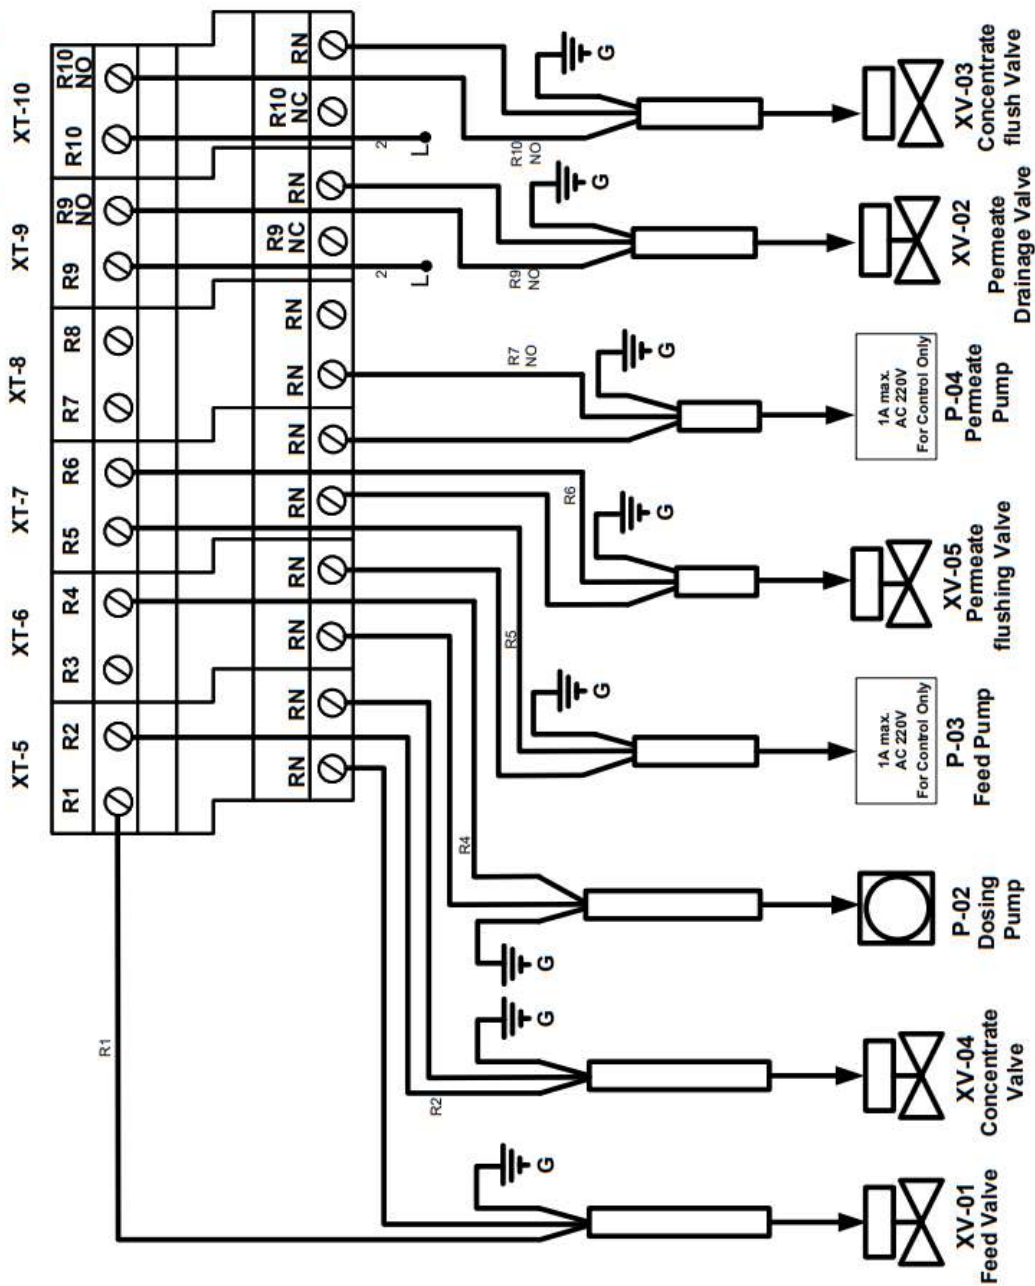 XT-5
XT-6
XT-7
XT-8
XT-9
XT-10
R1
R2
R3
R4
R5
R6
R7
R8
R9
R9
NO
R10
R10
NO
RN
RN
RN
RN
RN
RN
RN
RN
R9
NC
RN
R10
NC
RN
2
L
2
L
R1
R2
R4
R5
R6
R7
NO
R9
NO
R10
NO
G
G
G
G
G
G
G
G
1A max.
AC 220V
For Control Only
1A max.
AC 220V
For Control Only
XV-01
Feed Valve
XV-04
Concentrate
Valve
P-02
Dosing
Pump
P-03
Feed Pump
XV-05
Permeate
flushing Valve
P-04
Permeate
Pump
XV-02
Permeate
Drainage Valve
XV-03
Concentrate
flush Valve